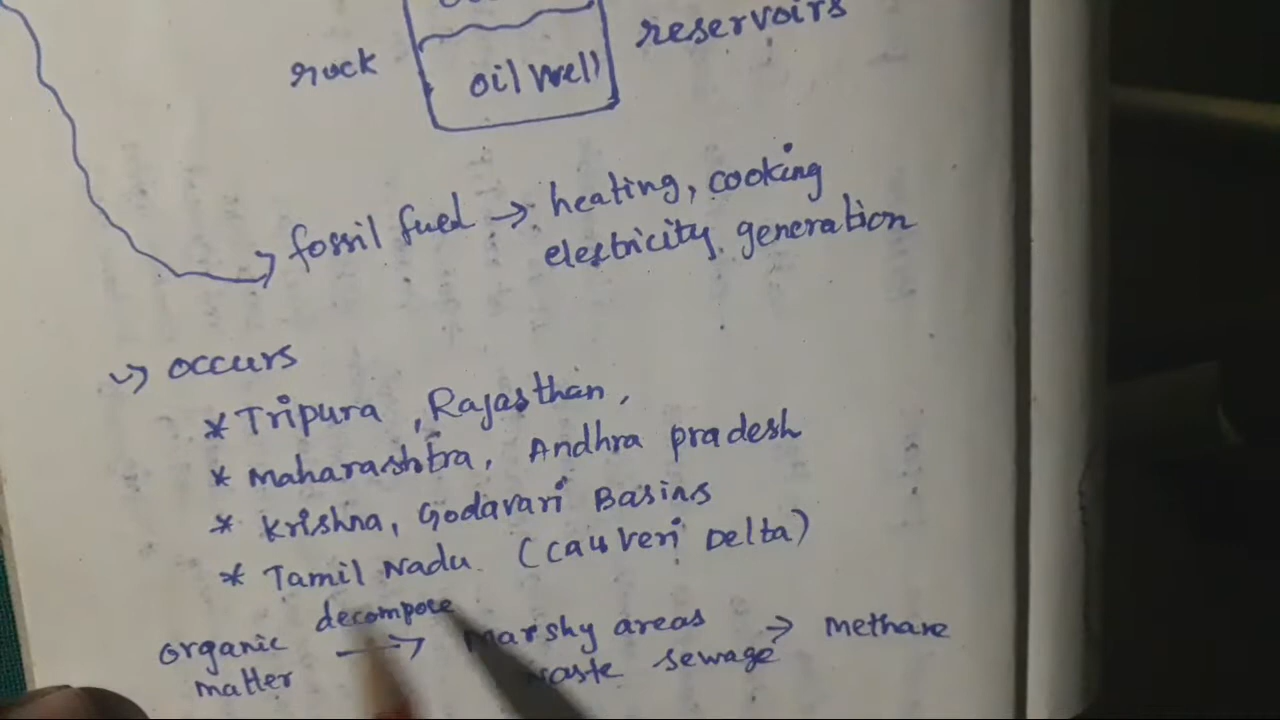 rock
oil well
reservoirs
fossil fuel → heating, cooking
electricity generation
occurs
* Tripura, Rajasthan,
* Maharashtra, Andhra pradesh
* Krishna, Godavari Basins
* Tamil Nadu (Cauveri Delta)
decompose
organic → marshy areas → Methane
matter waste sewage